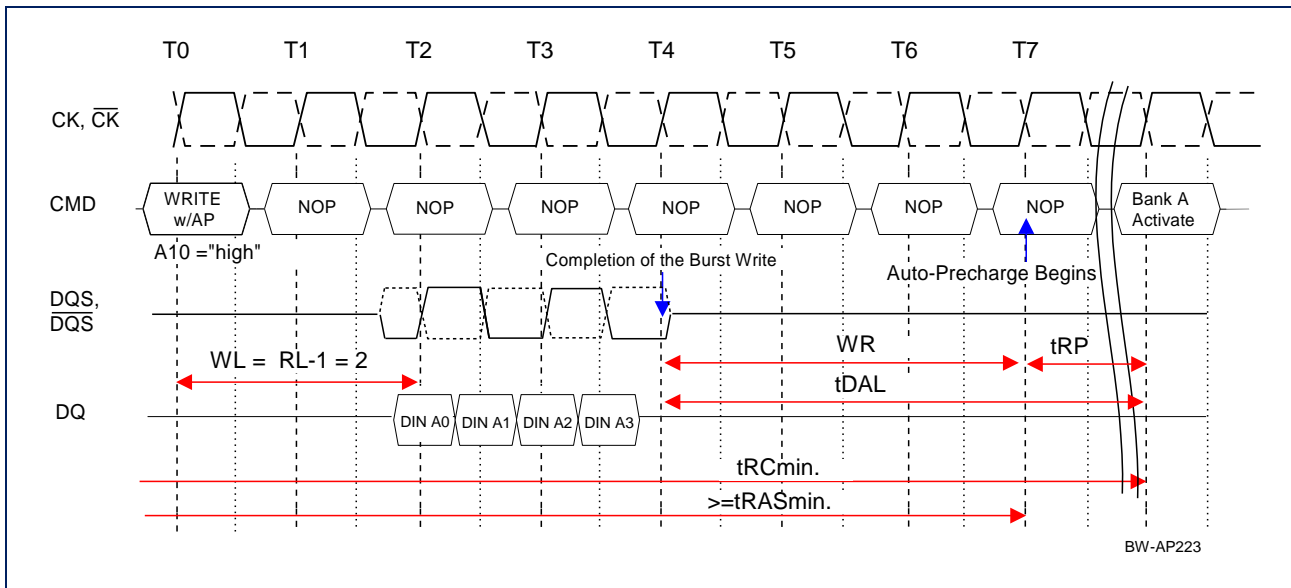 T0 T1 T2 T3 T4 T5 T6 T7
CK, CK
CMD
WRITE w/AP
NOP NOP NOP NOP NOP NOP NOP
Bank A Activate
A10 ="high"
Completion of the Burst Write
Auto-Precharge Begins
DQS,
DQS
WL = RL-1 = 2
WR
tRP
tDAL
DQ
DIN A0 DIN A1 DIN A2 DIN A3
tRCmin.
>=tRASmin.
BW-AP223